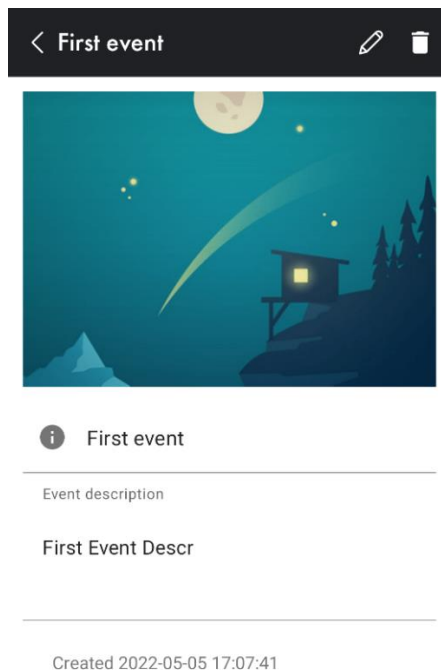 First event
First event
Event description
First Event Descr
Created 2022-05-05 17:07:41